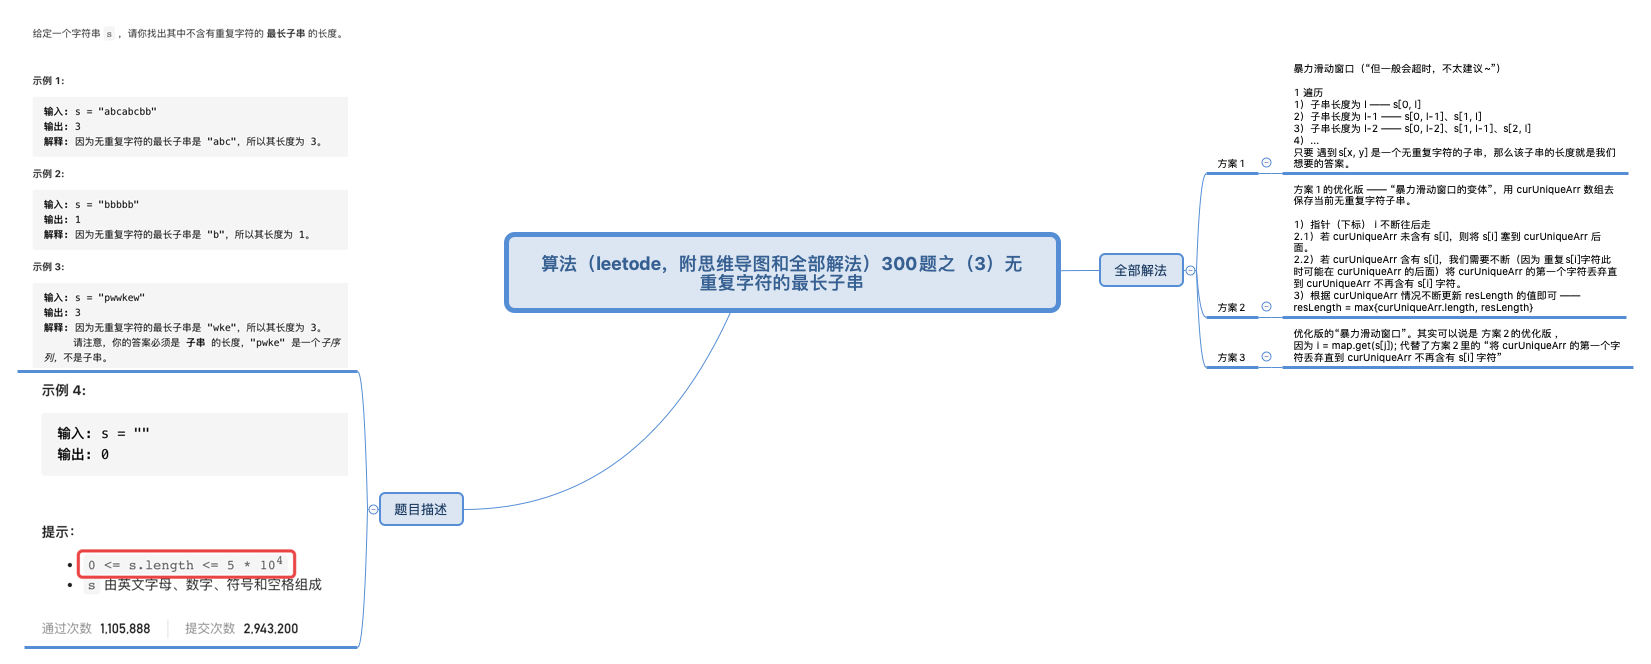 给定一个字符串 s ，请你找出其中不含有重复字符的 最长子串 的长度。
示例 1:
输入: s = "abcabcbb"
输出: 3
解释: 因为无重复字符的最长子串是 "abc"，所以其长度为 3。
示例 2:
输入: s = "bbbbb"
输出: 1
解释: 因为无重复字符的最长子串是 "b"，所以其长度为 1。
示例 3:
输入: s = "pwwkew"
输出: 3
解释: 因为无重复字符的最长子串是 "wke"，所以其长度为 3。
请注意，你的答案必须是 子串 的长度，"pwke" 是一个子序
列，不是子串。
示例 4:
输入: s = ""
输出: 0
提示：
• 0 <= s.length <= 5 * 10⁴
• s 由英文字母、数字、符号和空格组成
通过次数 1,105,888 提交次数 2,943,200
题目描述
算法（leetode，附思维导图和全部解法）300题之（3）无
重复字符的最长子串
全部解法
方案 1
暴力滑动窗口（“但一般会超时，不太建议~”）
1 遍历
1）子串长度为 l —— s[0, l]
2）子串长度为 l-1 —— s[0, l-1]、s[1, l]
3）子串长度为 l-2 —— s[0, l-2]、s[1, l-1]、s[2, l]
4）...
只要 遇到 s[x, y] 是一个无重复字符的子串，那么该子串的长度就是我们
想要的答案。
方案 2
方案 1 的优化版 —— “暴力滑动窗口的变体”，用 curUniqueArr 数组去
保存当前无重复字符子串。
1）指针（下标） i 不断往后走
2.1）若 curUniqueArr 未含有 s[i]，则将 s[i] 塞到 curUniqueArr 后
面。
2.2）若 curUniqueArr 含有 s[i]，我们需要不断（因为 重复 s[i]字符此
时可能在 curUniqueArr 的后面）将 curUniqueArr 的第一个字符丢弃直
到 curUniqueArr 不再含有 s[i] 字符。
3）根据 curUniqueArr 情况不断更新 resLength 的值即可 ——
resLength = max{curUniqueArr.length, resLength}
方案 3
优化版的“暴力滑动窗口”。其实可以说是 方案 2 的优化版 ，
因为 i = map.get(s[j]); 代替了方案 2 里的 “将 curUniqueArr 的第一个字
符丢弃直到 curUniqueArr 不再含有 s[i] 字符”